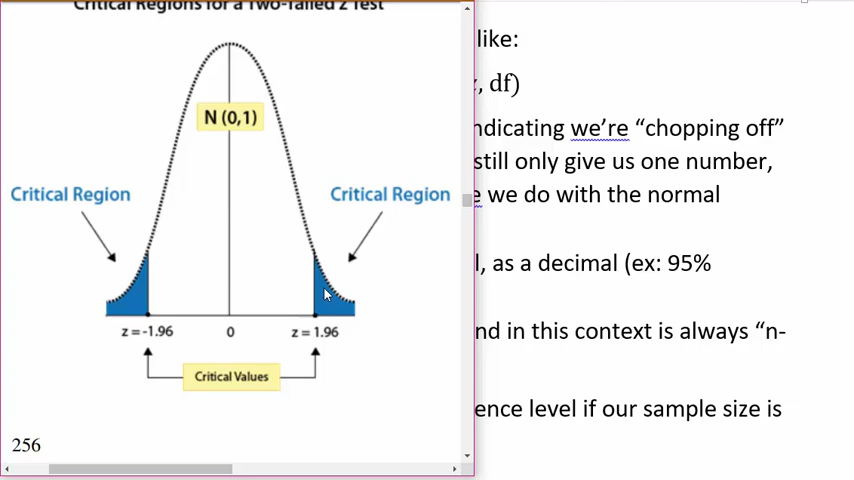 Critical Regions for a Two-Tailed z Test
N (0,1)
Critical Region
Critical Region
z = -1.96
0
z = 1.96
Critical Values
256
like:
, df)
ndicating we’re “chopping off”
still only give us one number,
e we do with the normal
l, as a decimal (ex: 95%
nd in this context is always “n-
ence level if our sample size is